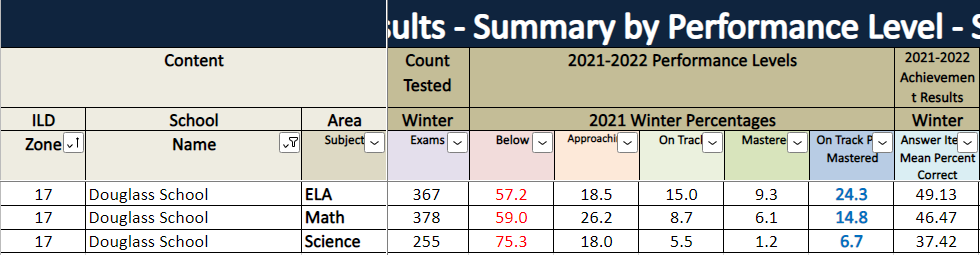 sults - Summary by Performance Level - S
Content Count Tested 2021-2022 Performance Levels 2021-2022 Achievemen t Results
ILD School Area Winter 2021 Winter Percentages Winter
Zone Name Subject Exams Below Approachi On Trac Mastere On Track P Mastered Answer Ite Mean Percent Correct
17 Douglass School ELA 367 57.2 18.5 15.0 9.3 24.3 49.13
17 Douglass School Math 378 59.0 26.2 8.7 6.1 14.8 46.47
17 Douglass School Science 255 75.3 18.0 5.5 1.2 6.7 37.42